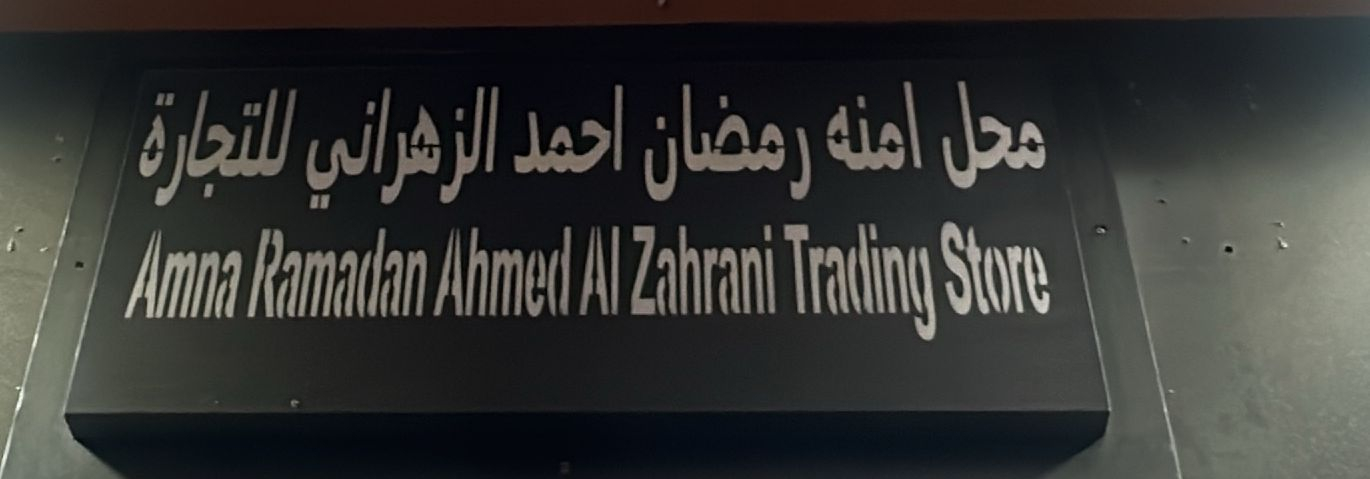 محل امنه رمضان احمد الزهراني للتجارة
Amna Ramadan Ahmed Al Zahrani Trading Store